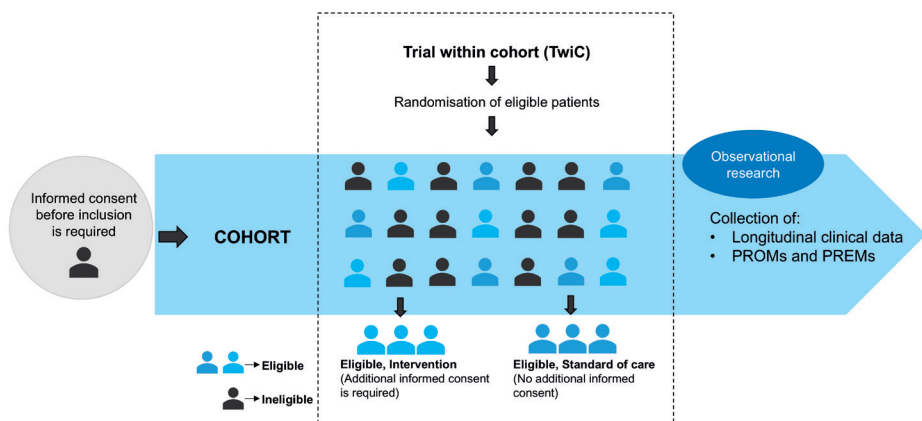 Trial within cohort (TwiC)
Randomisation of eligible patients
Informed consent
before inclusion
is required
COHORT
Observational
research
Collection of:
• Longitudinal clinical data
• PROMs and PREMs
Eligible
Ineligible
Eligible, Intervention
(Additional informed consent
is required)
Eligible, Standard of care
(No additional informed
consent)